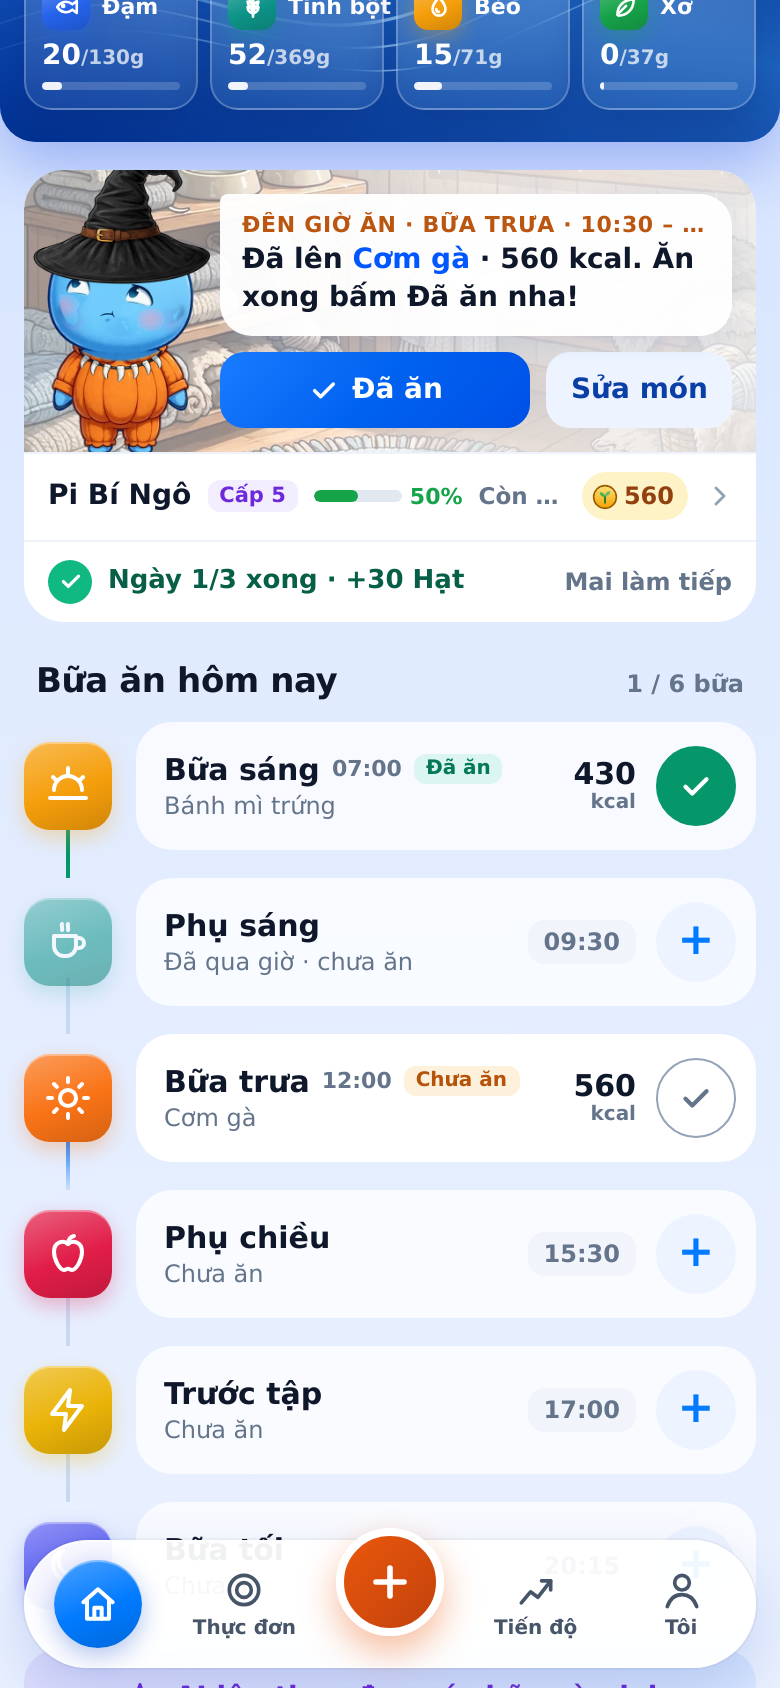 Đạm
Tinh bột
Béo
Xơ
20/130g
52/369g
15/71g
0/37g
ĐẾN GIỜ ĂN · BỮA TRƯA · 10:30 – …
Đã lên Cơm gà · 560 kcal. Ăn
xong bấm Đã ăn nha!
Đã ăn
Sửa món
Pi Bí Ngô
Cấp 5
50%
Còn …
560
Ngày 1/3 xong · +30 Hạt
Mai làm tiếp
Bữa ăn hôm nay
1 / 6 bữa
Bữa sáng 07:00 Đã ăn
Bánh mì trứng
430
kcal
Phụ sáng
Đã qua giờ · chưa ăn
09:30
Bữa trưa 12:00 Chưa ăn
Cơm gà
560
kcal
Phụ chiều
Chưa ăn
15:30
Trước tập
Chưa ăn
17:00
Bữa tối
Chưa
20:15
Thực đơn
Tiến độ
Tôi